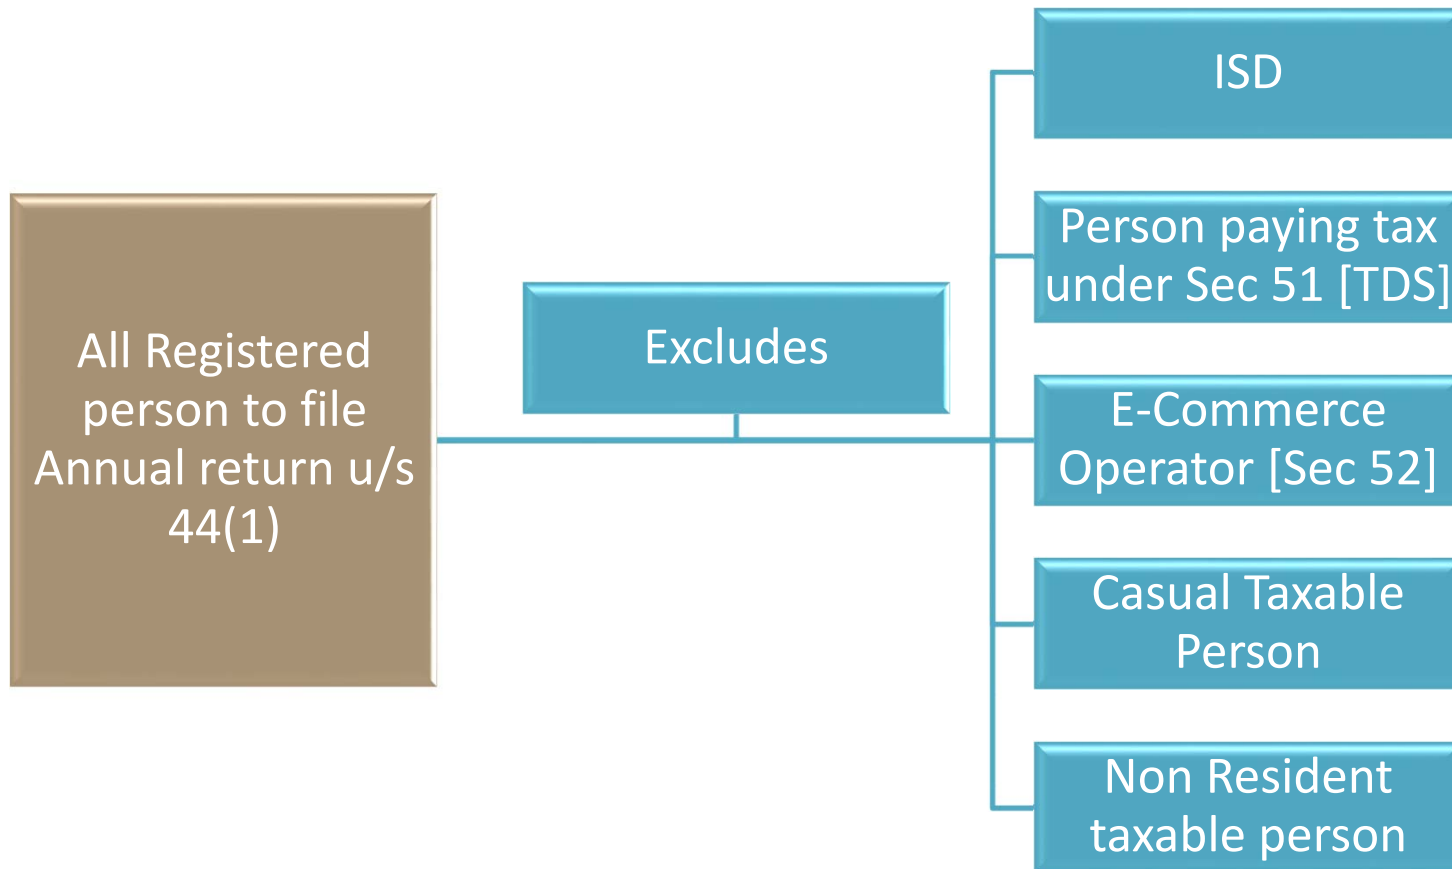 All Registered
person to file
Annual return u/s
44(1)
Excludes
ISD
Person paying tax
under Sec 51 [TDS]
E-Commerce
Operator [Sec 52]
Casual Taxable
Person
Non Resident
taxable person